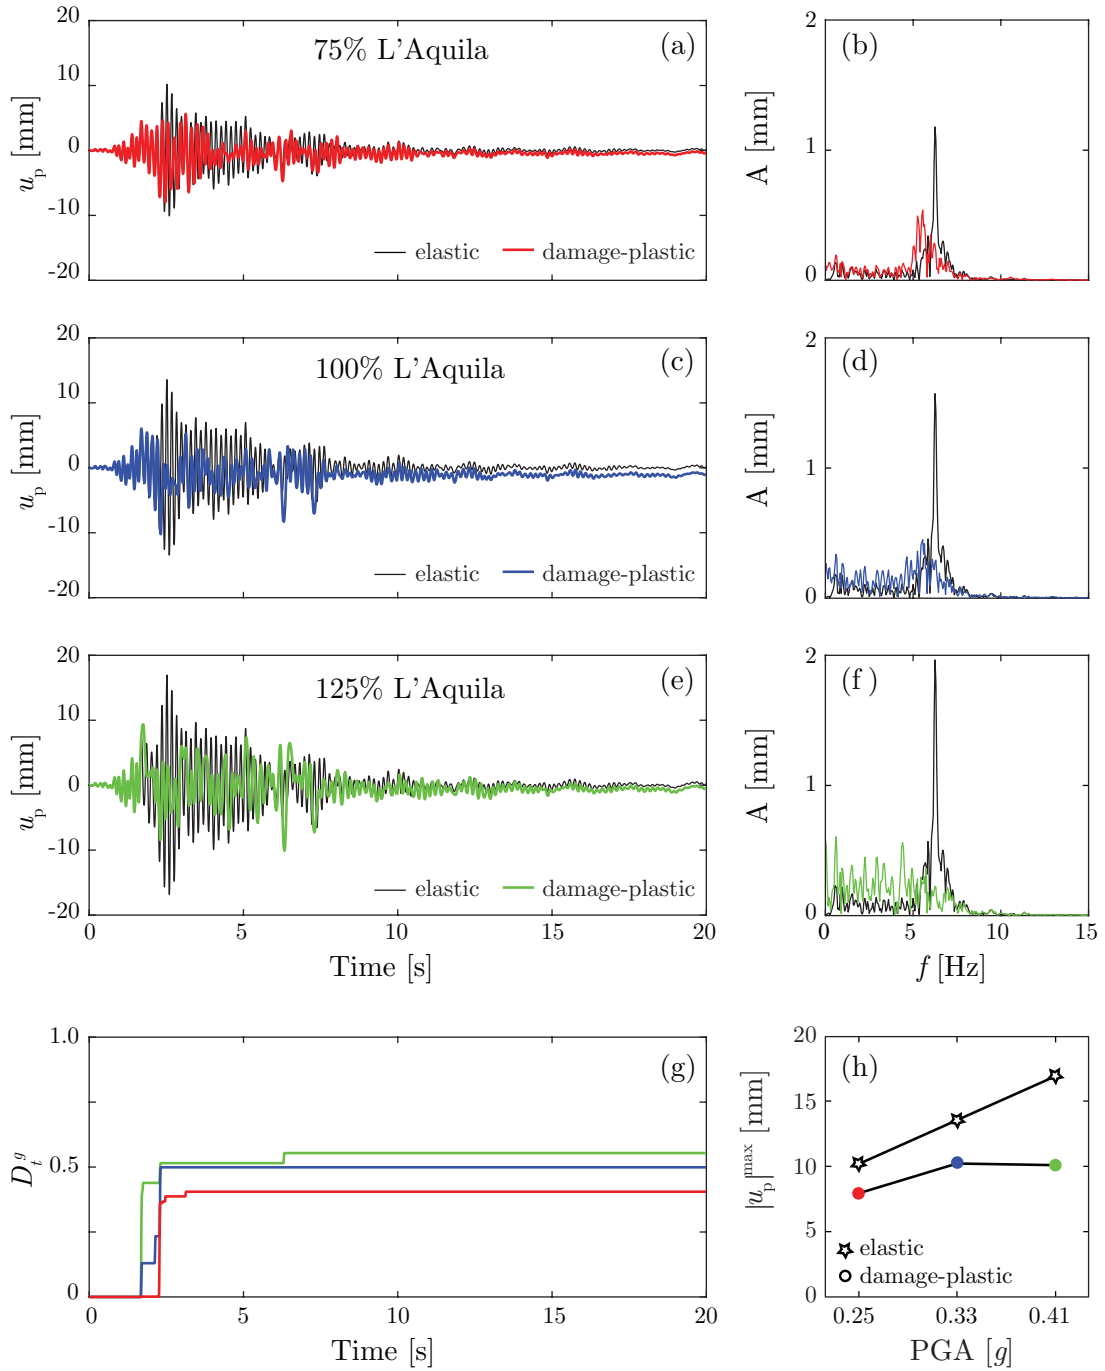 20
10
0
-10
-20
u_p [mm]
75% L'Aquila
(a)
elastic
damage-plastic
2
1
0
A [mm]
(b)
20
10
0
-10
-20
u_p [mm]
100% L'Aquila
(c)
elastic
damage-plastic
2
1
0
A [mm]
(d)
20
10
0
-10
-20
u_p [mm]
125% L'Aquila
(e)
elastic
damage-plastic
0 5 10 15 20
Time [s]
2
1
0
A [mm]
(f )
0 5 10 15
f [Hz]
1.0
0.5
0
D_t^g
(g)
0 5 10 15 20
Time [s]
20
15
10
5
0
|u_p|^max [mm]
(h)
elastic
damage-plastic
0.25 0.33 0.41
PGA [g]